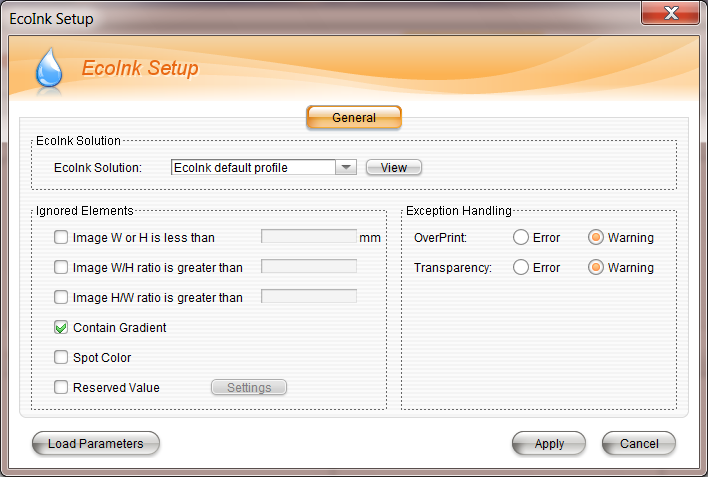 EcoInk Setup
EcoInk Setup
General
EcoInk Solution
EcoInk Solution: EcoInk default profile View
Ignored Elements
Image W or H is less than mm
Image W/H ratio is greater than
Image H/W ratio is greater than
Contain Gradient
Spot Color
Reserved Value Settings
Exception Handling
OverPrint: Error Warning
Transparency: Error Warning
Load Parameters Apply Cancel